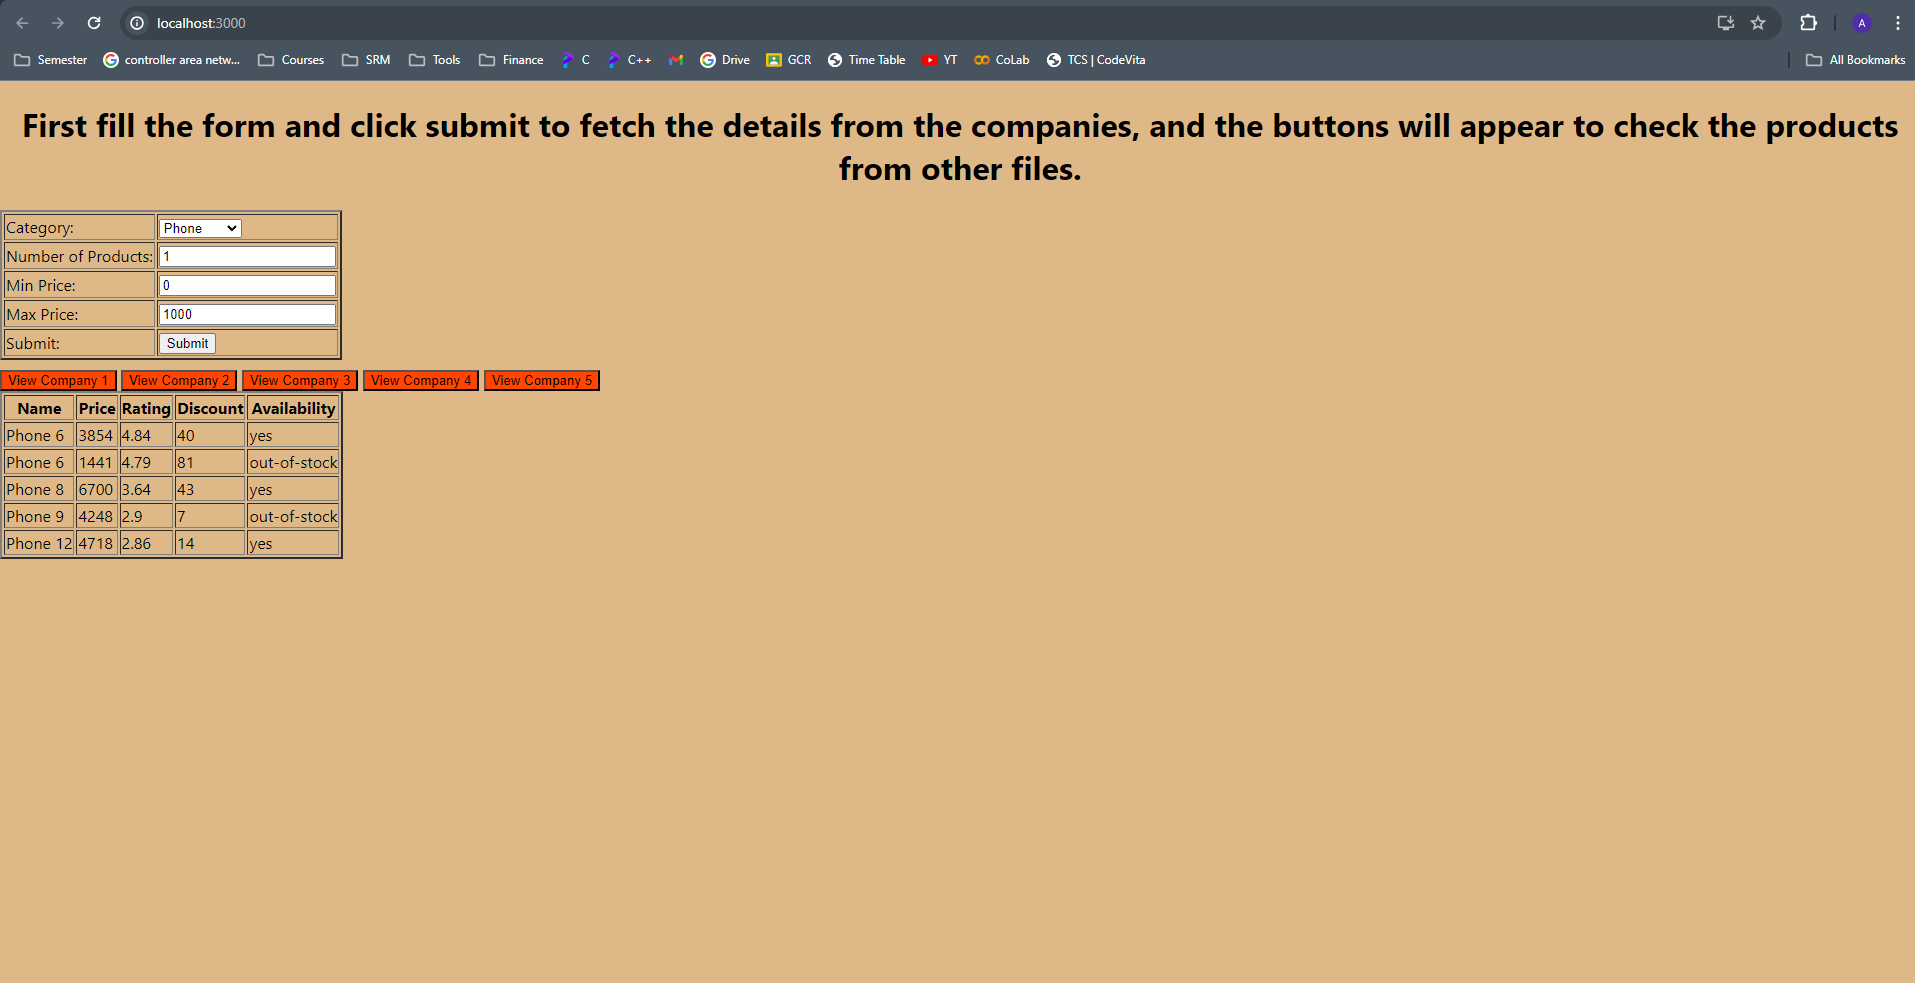 localhost:3000
A
Semester controller area netw... Courses SRM Tools Finance C C++ Drive GCR Time Table YT CoLab TCS | CodeVita All Bookmarks
First fill the form and click submit to fetch the details from the companies, and the buttons will appear to check the products
from other files.
Category: Phone
Number of Products: 1
Min Price: 0
Max Price: 1000
Submit: Submit
View Company 1 View Company 2 View Company 3 View Company 4 View Company 5
Name Price Rating Discount Availability
Phone 6 3854 4.84 40 yes
Phone 6 1441 4.79 81 out-of-stock
Phone 8 6700 3.64 43 yes
Phone 9 4248 2.9 7 out-of-stock
Phone 12 4718 2.86 14 yes